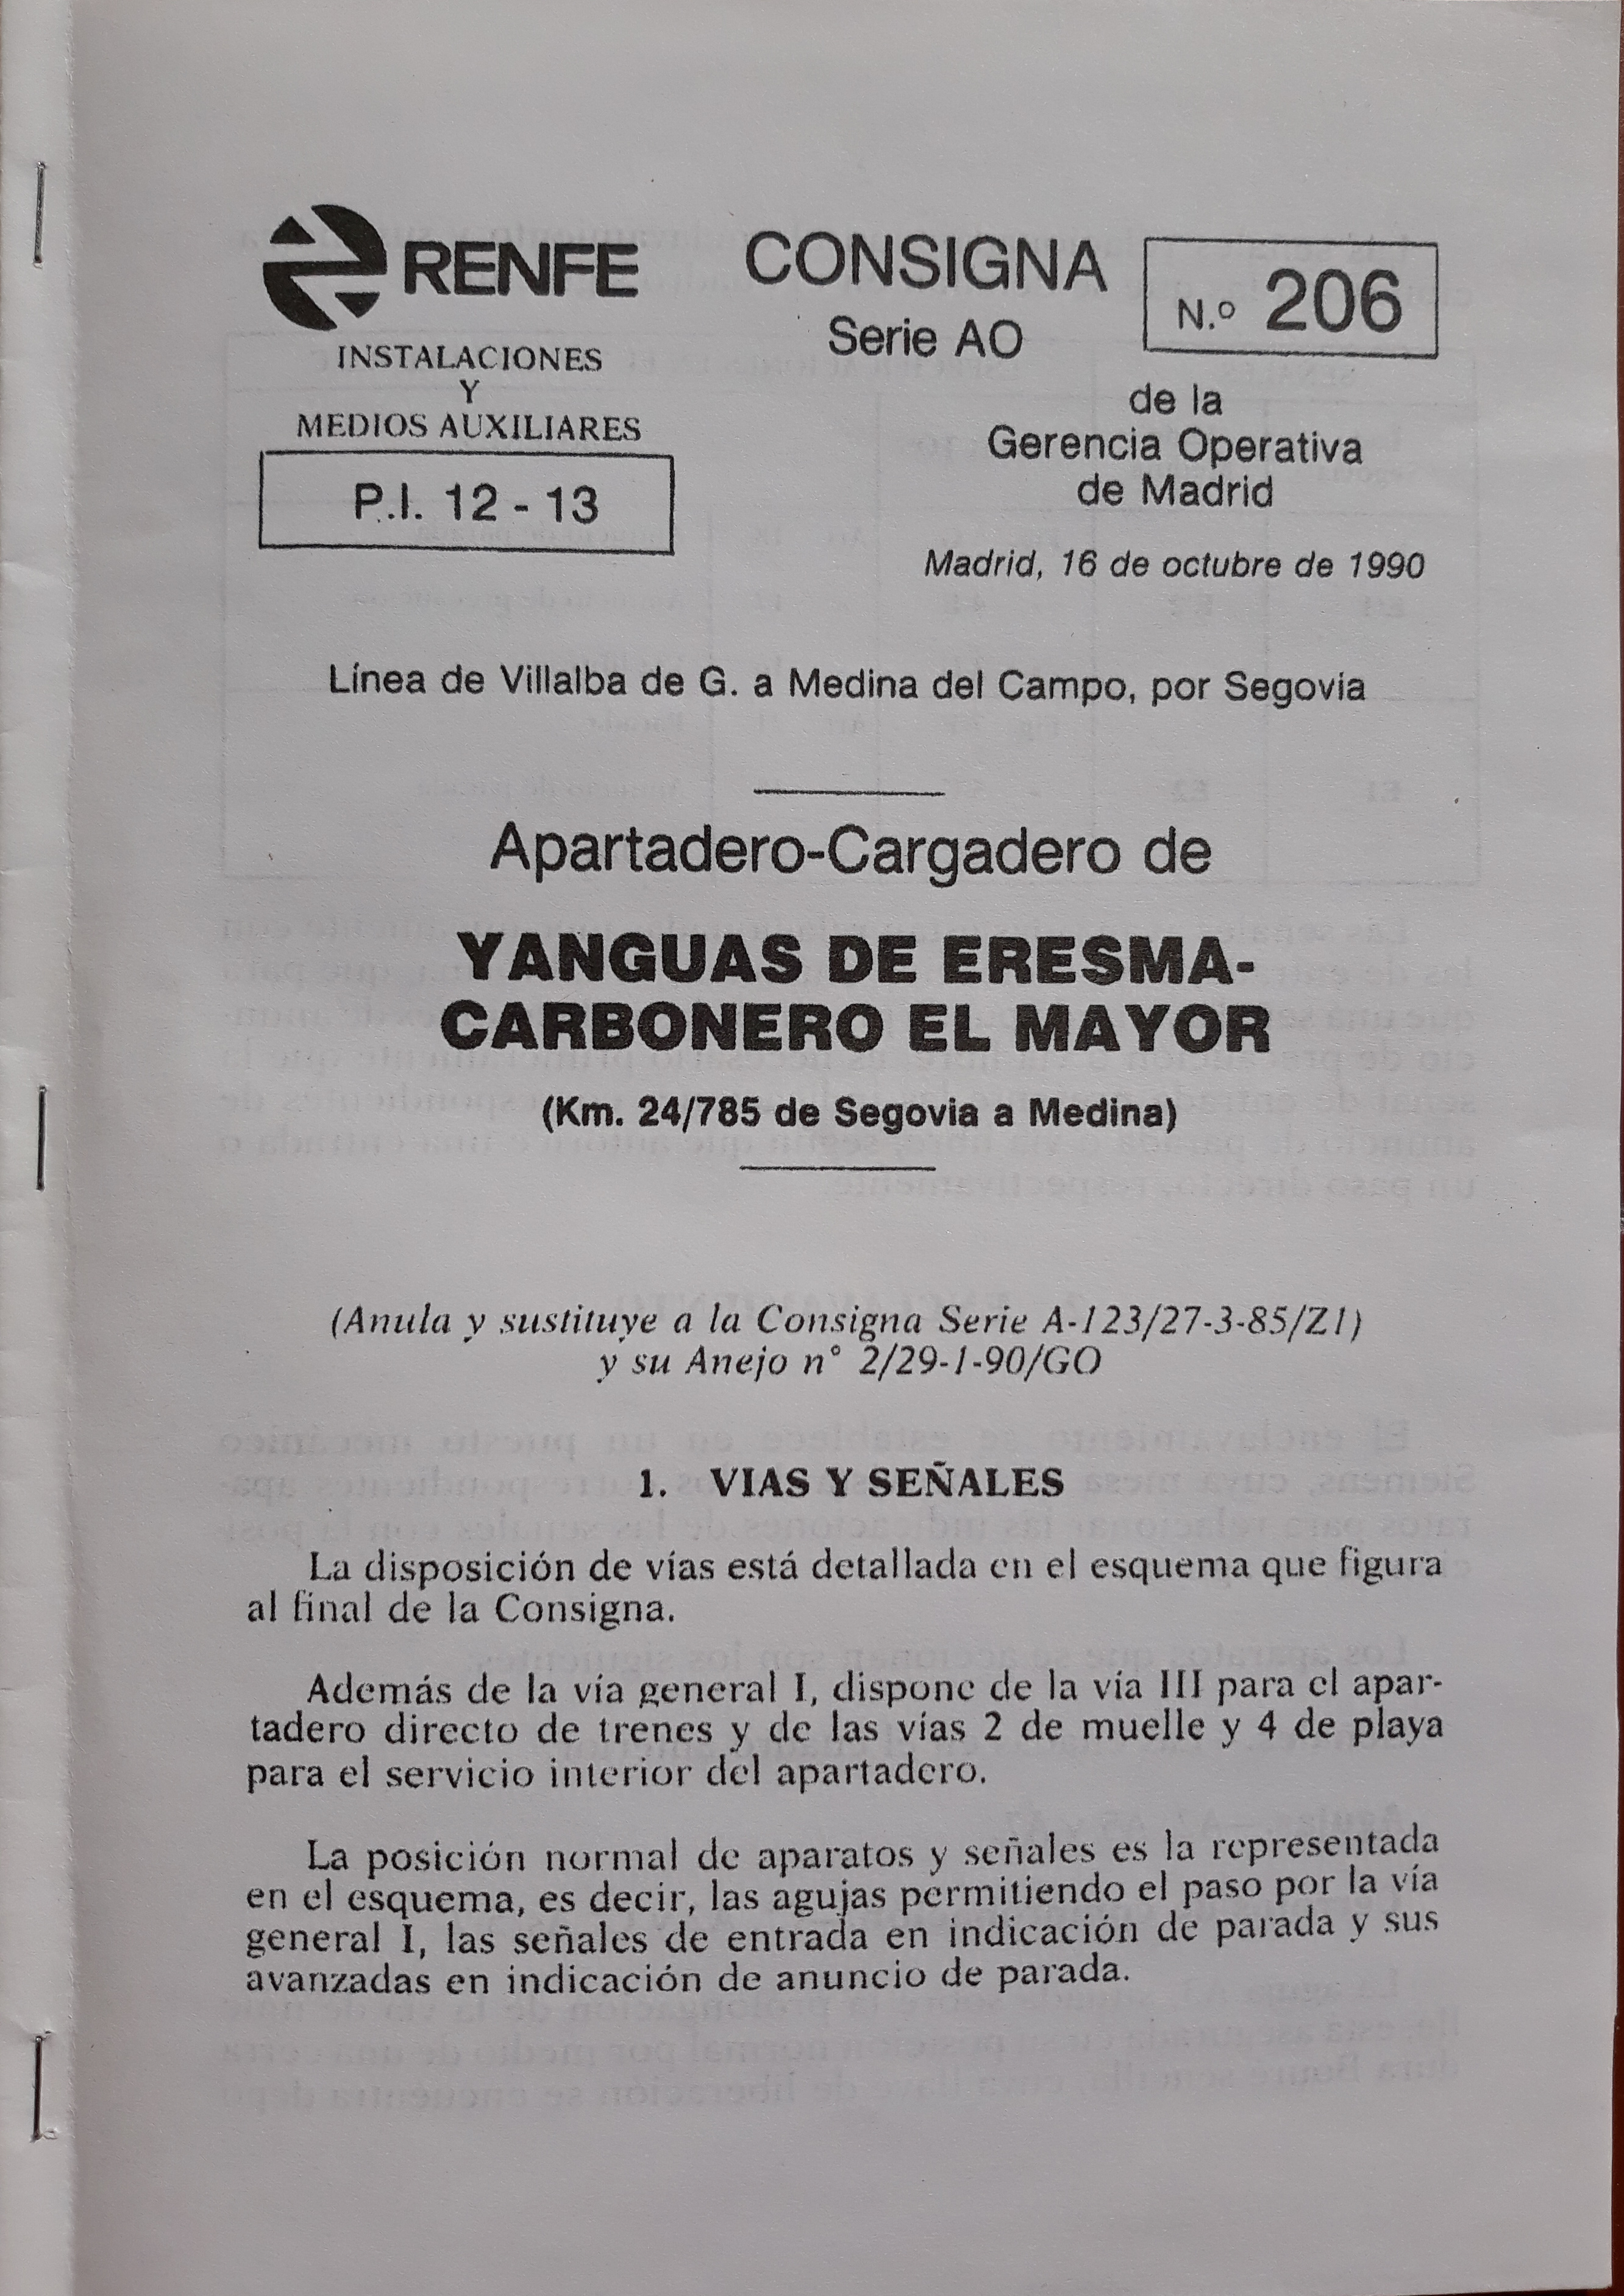 RENFE
INSTALACIONES
Y
MEDIOS AUXILIARES
P.I. 12 - 13
CONSIGNA
Serie AO
N.º 206
de la
Gerencia Operativa
de Madrid
Madrid, 16 de octubre de 1990
Línea de Villalba de G. a Medina del Campo, por Segovia
Apartadero-Cargadero de
YANGUAS DE ERESMA-
CARBONERO EL MAYOR
(Km. 24/785 de Segovia a Medina)
(Anula y sustituye a la Consigna Serie A-123/27-3-85/Z1)
y su Anejo n° 2/29-1-90/GO
1. VIAS Y SEÑALES
La disposición de vías está detallada en el esquema que figura
al final de la Consigna.
Además de la vía general I, dispone de la vía III para el apar-
tadero directo de trenes y de las vías 2 de muelle y 4 de playa
para el servicio interior del apartadero.
La posición normal de aparatos y señales es la representada
en el esquema, es decir, las agujas permitiendo el paso por la vía
general I, las señales de entrada en indicación de parada y sus
avanzadas en indicación de anuncio de parada.